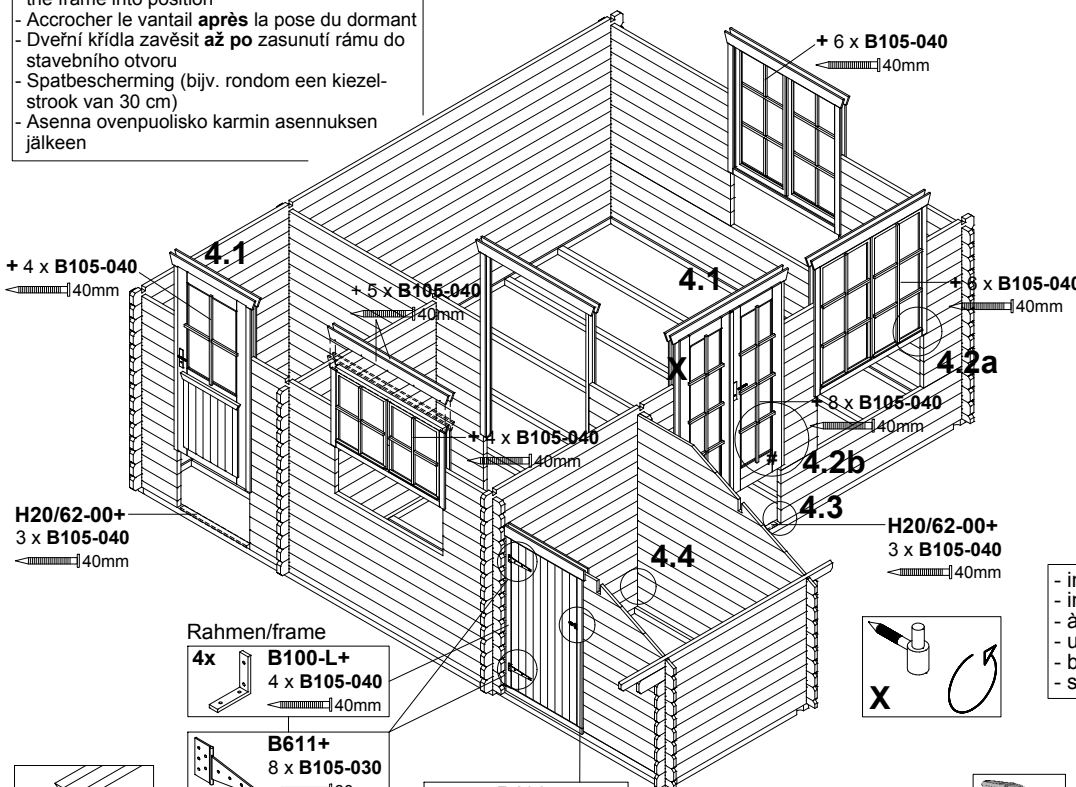 the frame into position
- Accrocher le vantail après la pose du dormant
- Dveřní křídla zavěsit až po zasunutí rámu do
stavebního otvoru
- Spatbescherming (bijv. rondom een kiezel-
strook van 30 cm)
- Asenna ovenpuolisko karmin asennuksen
jälkeen
+ 6 x B105-040
40mm
+ 4 x B105-040
40mm
4.1
+ 5 x B105-040
40mm
4.1
+ 6 x B105-040
40mm
4.2a
X
+ 8 x B105-040
40mm
+ 4 x B105-040
40mm
#
4.2b
4.3
H20/62-00+
3 x B105-040
40mm
H20/62-00+
3 x B105-040
40mm
4.4
Rahmen/frame
4x
B100-L+
4 x B105-040
40mm
X
B611+
8 x B105-030